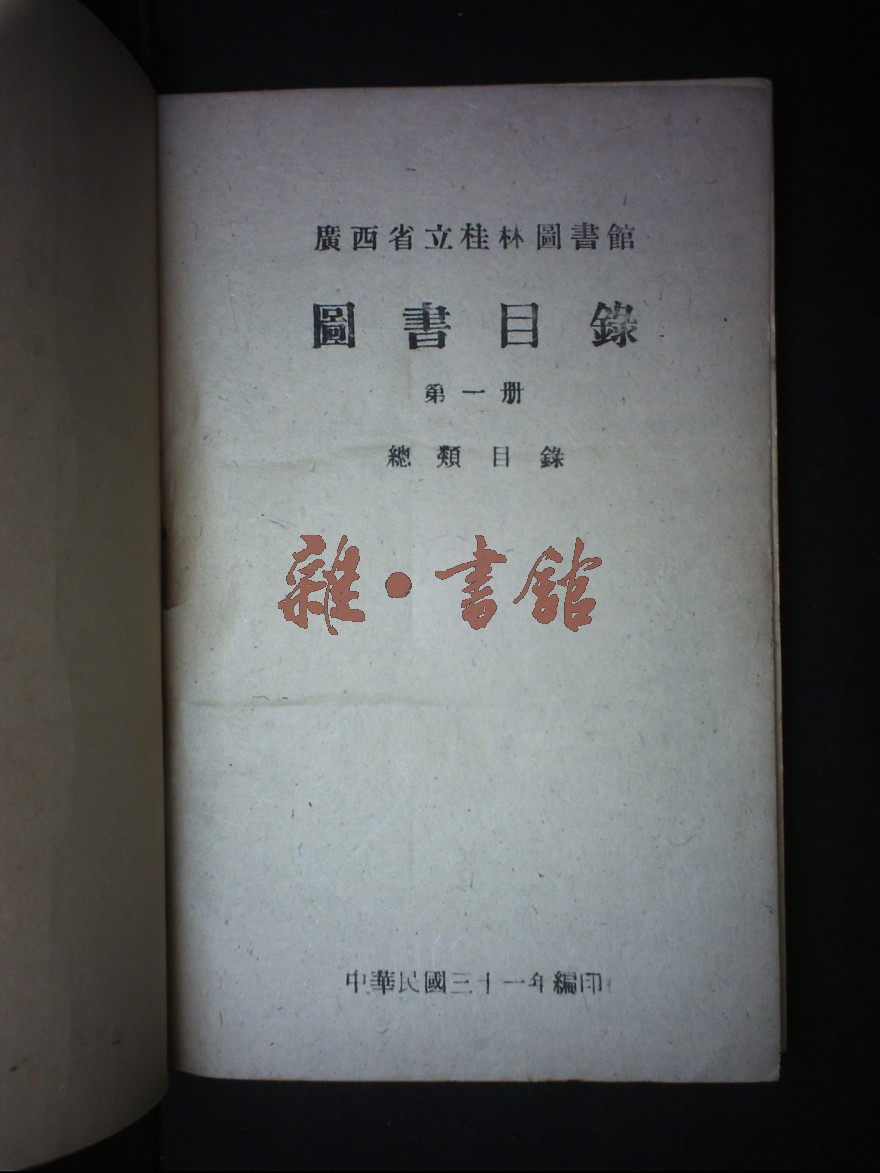 廣西省立桂林圖書館
圖書目錄
第一册
總類目錄
雜·書館
中華民國三十一年編印